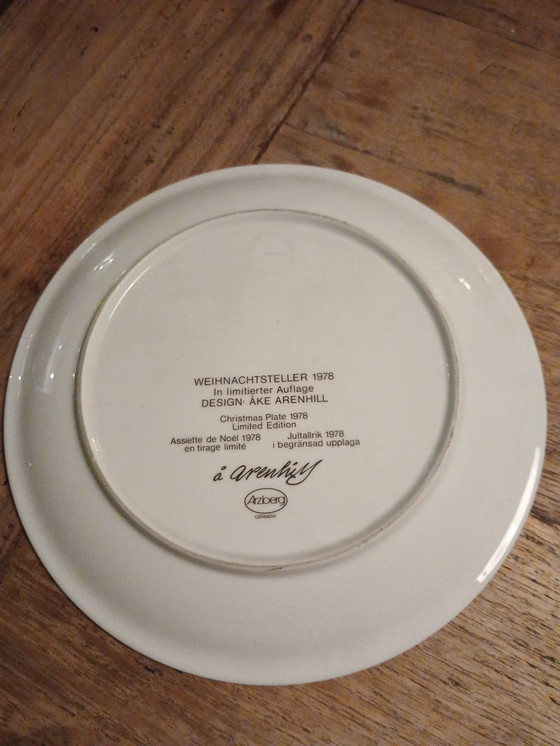 WEIHNACHTSTELLER 1978
In limitierter Auflage
DESIGN· ÅKE ARENHILL
Christmas Plate 1978
Limited Edition
Assiette de Noël 1978
en tirage limité
Jultallrik 1978
i begränsad upplaga
å arenhill
Arzberg
GERMANY